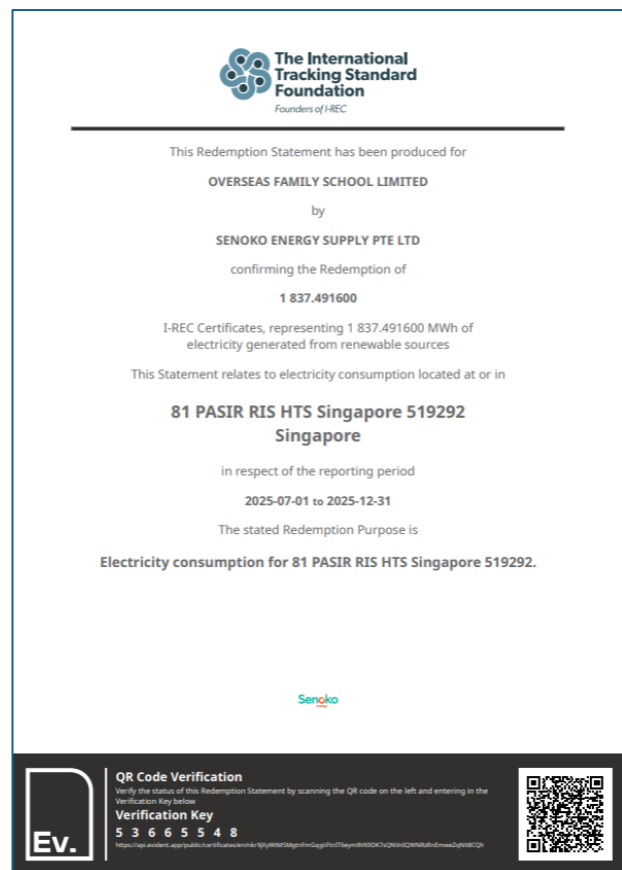 The International
Tracking Standard
Foundation
Founders of I-REC
This Redemption Statement has been produced for
OVERSEAS FAMILY SCHOOL LIMITED
by
SENOKO ENERGY SUPPLY PTE LTD
confirming the Redemption of
1 837.491600
I-REC Certificates, representing 1 837.491600 MWh of
electricity generated from renewable sources
This Statement relates to electricity consumption located at or in
81 PASIR RIS HTS Singapore 519292
Singapore
in respect of the reporting period
2025-07-01 to 2025-12-31
The stated Redemption Purpose is
Electricity consumption for 81 PASIR RIS HTS Singapore 519292.
Senoko
energy
Ev.
QR Code Verification
Verify the status of this Redemption Statement by scanning the QR code on the left and entering in the
Verification Key below
Verification Key
5 3 6 6 5 5 4 8